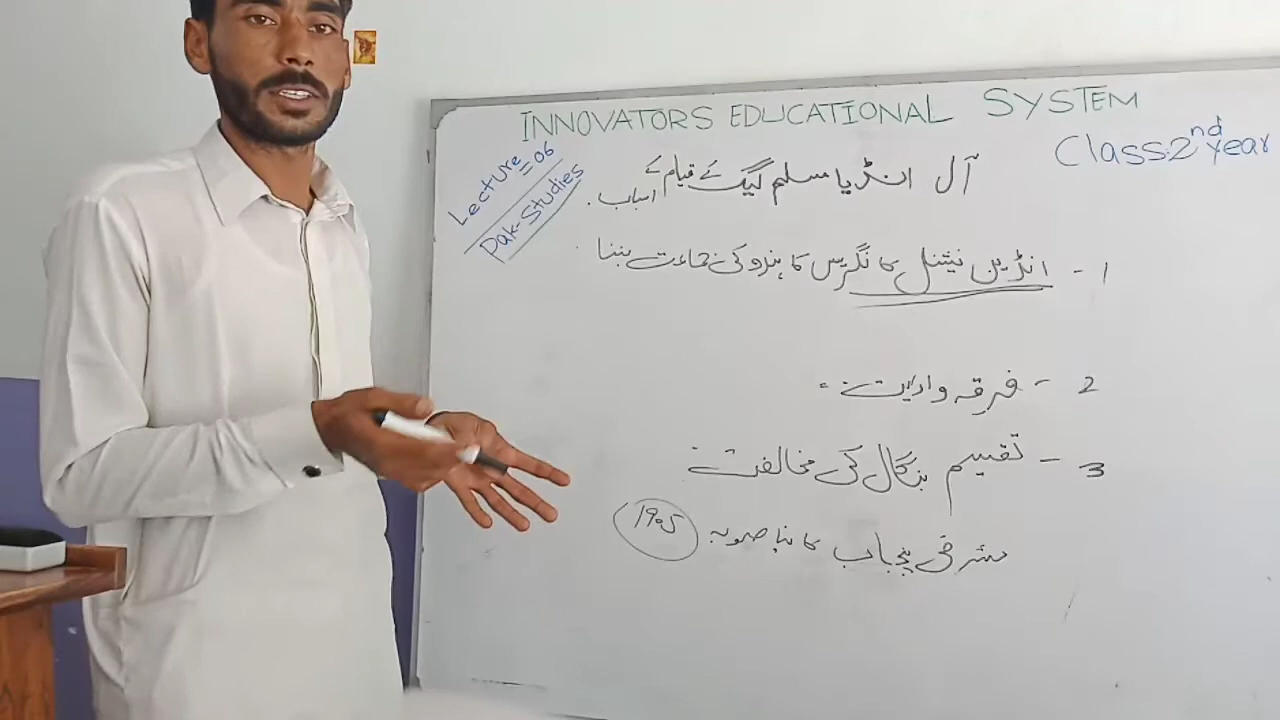 INNOVATORS EDUCATIONAL SYSTEM
Class:2nd year
Lecture=06
Pak-Studies
آل انڈیا مسلم لیگ کے قیام کے اسباب.
1 - انڈین نیشنل کانگریس کا ہندو کی جماعت بننا
2 - فرقہ واریت
3 - تقسیم بنگال کی مخالفت
مشرقی پنجاب کا نیا صوبہ 1905